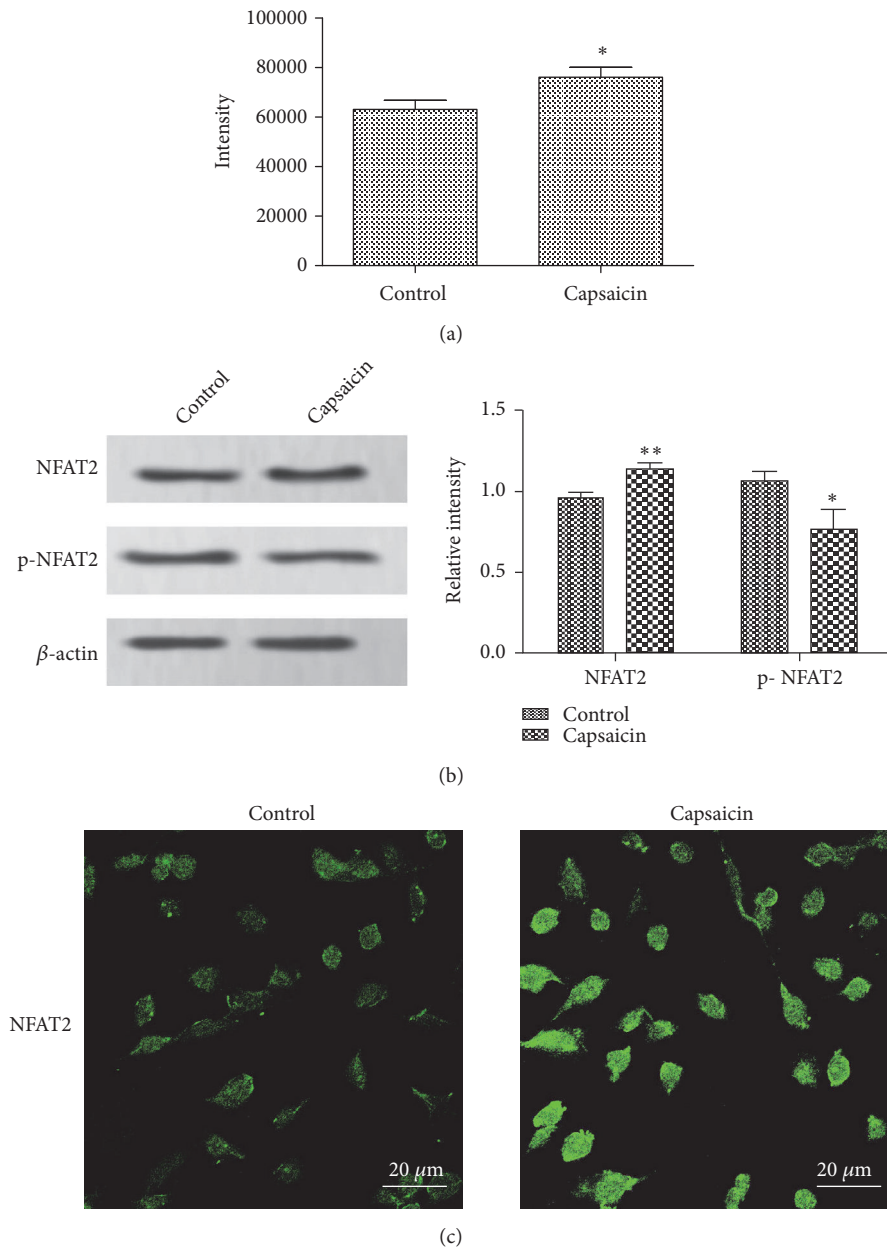 100000
80000
60000
40000
20000
0
Intensity
*
Control
Capsaicin
(a)
Control
Capsaicin
NFAT2
p-NFAT2
β-actin
1.5
1.0
0.5
0.0
Relative intensity
**
*
NFAT2
p- NFAT2
Control
Capsaicin
(b)
Control
Capsaicin
NFAT2
20 μm
20 μm
(c)